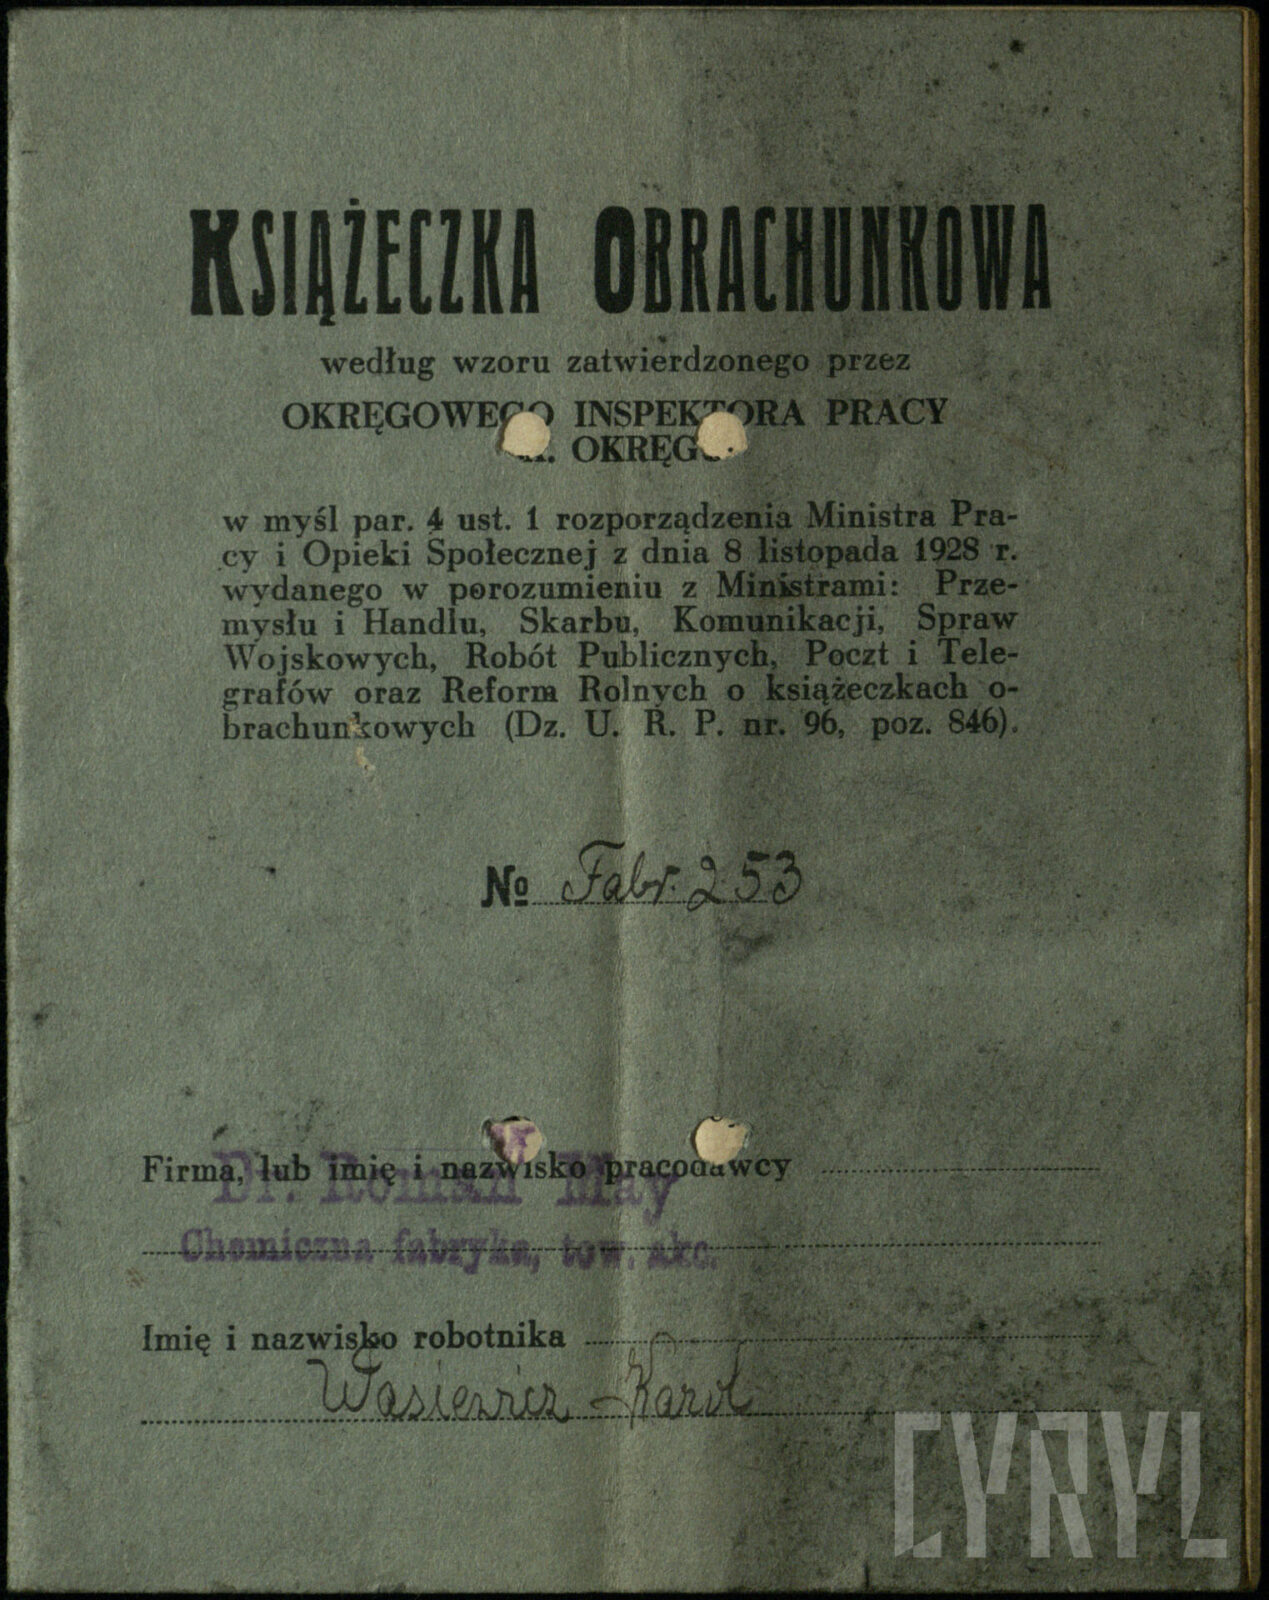 KSIĄŻECZKA OBRACHUNKOWA
według wzoru zatwierdzonego przez
OKRĘGOWEGO INSPEKTORA PRACY
OKRĘGU.
w myśl par. 4 ust. 1 rozporządzenia Ministra Pra-
cy i Opieki Społecznej z dnia 8 listopada 1928 r.
wydanego w porozumieniu z Ministrami: Prze-
mysłu i Handlu, Skarbu, Komunikacji, Spraw
Wojskowych, Robót Publicznych, Poczt i Tele-
grafów oraz Reform Rolnych o książeczkach o-
brachunkowych (Dz. U. R. P. nr. 96, poz. 846).
No Fabr. 253
Firma, lub imię i nazwisko pracodawcy
Dr. Roman May
Chemiczna fabryka, tow. akc.
Imię i nazwisko robotnika
Wasiewicz Karol
CYRYL